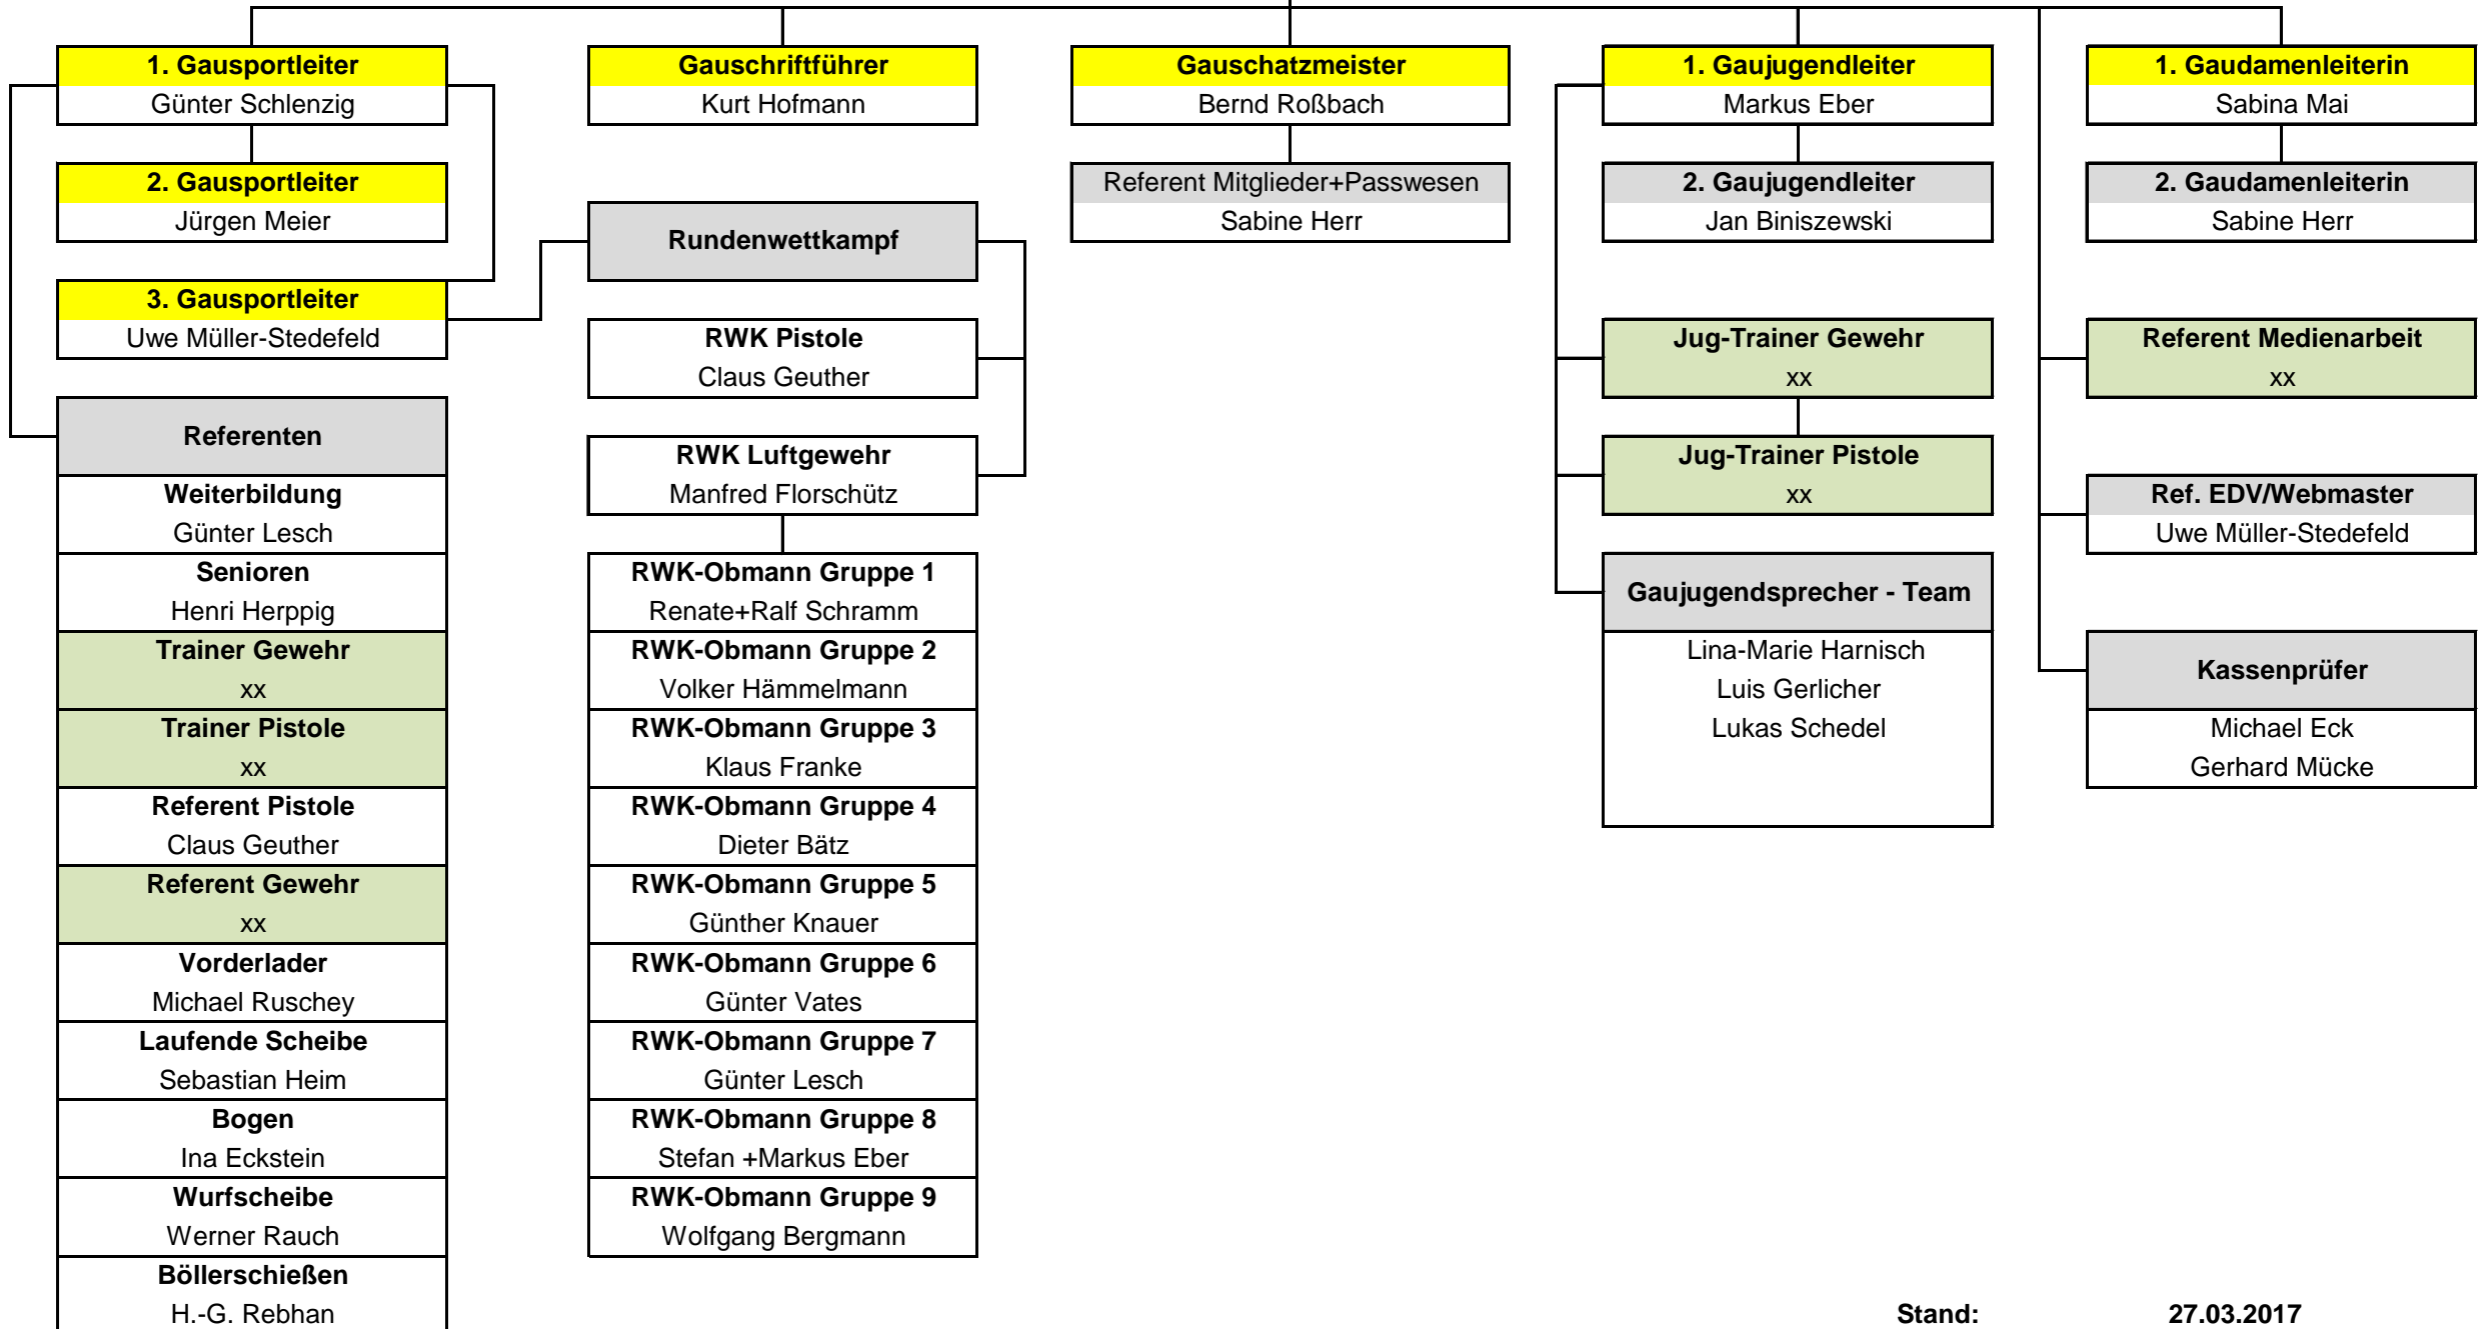 1. Gausportleiter
Günter Schlenzig
2. Gausportleiter
Jürgen Meier
3. Gausportleiter
Uwe Müller-Stedefeld
Referenten
Weiterbildung
Günter Lesch
Senioren
Henri Herppig
Trainer Gewehr
xx
Trainer Pistole
xx
Referent Pistole
Claus Geuther
Referent Gewehr
xx
Vorderlader
Michael Ruschey
Laufende Scheibe
Sebastian Heim
Bogen
Ina Eckstein
Wurfscheibe
Werner Rauch
Böllerschießen
H.-G. Rebhan
Gauschriftführer
Kurt Hofmann
Rundenwettkampf
RWK Pistole
Claus Geuther
RWK Luftgewehr
Manfred Florschütz
RWK-Obmann Gruppe 1
Renate+Ralf Schramm
RWK-Obmann Gruppe 2
Volker Hämmelmann
RWK-Obmann Gruppe 3
Klaus Franke
RWK-Obmann Gruppe 4
Dieter Bätz
RWK-Obmann Gruppe 5
Günther Knauer
RWK-Obmann Gruppe 6
Günter Vates
RWK-Obmann Gruppe 7
Günter Lesch
RWK-Obmann Gruppe 8
Stefan +Markus Eber
RWK-Obmann Gruppe 9
Wolfgang Bergmann
Gauschatzmeister
Bernd Roßbach
Referent Mitglieder+Passwesen
Sabine Herr
1. Gaujugendleiter
Markus Eber
2. Gaujugendleiter
Jan Biniszewski
Jug-Trainer Gewehr
xx
Jug-Trainer Pistole
xx
Gaujugendsprecher - Team
Lina-Marie Harnisch
Luis Gerlicher
Lukas Schedel
1. Gaudamenleiterin
Sabina Mai
2. Gaudamenleiterin
Sabine Herr
Referent Medienarbeit
xx
Ref. EDV/Webmaster
Uwe Müller-Stedefeld
Kassenprüfer
Michael Eck
Gerhard Mücke
Stand: 27.03.2017